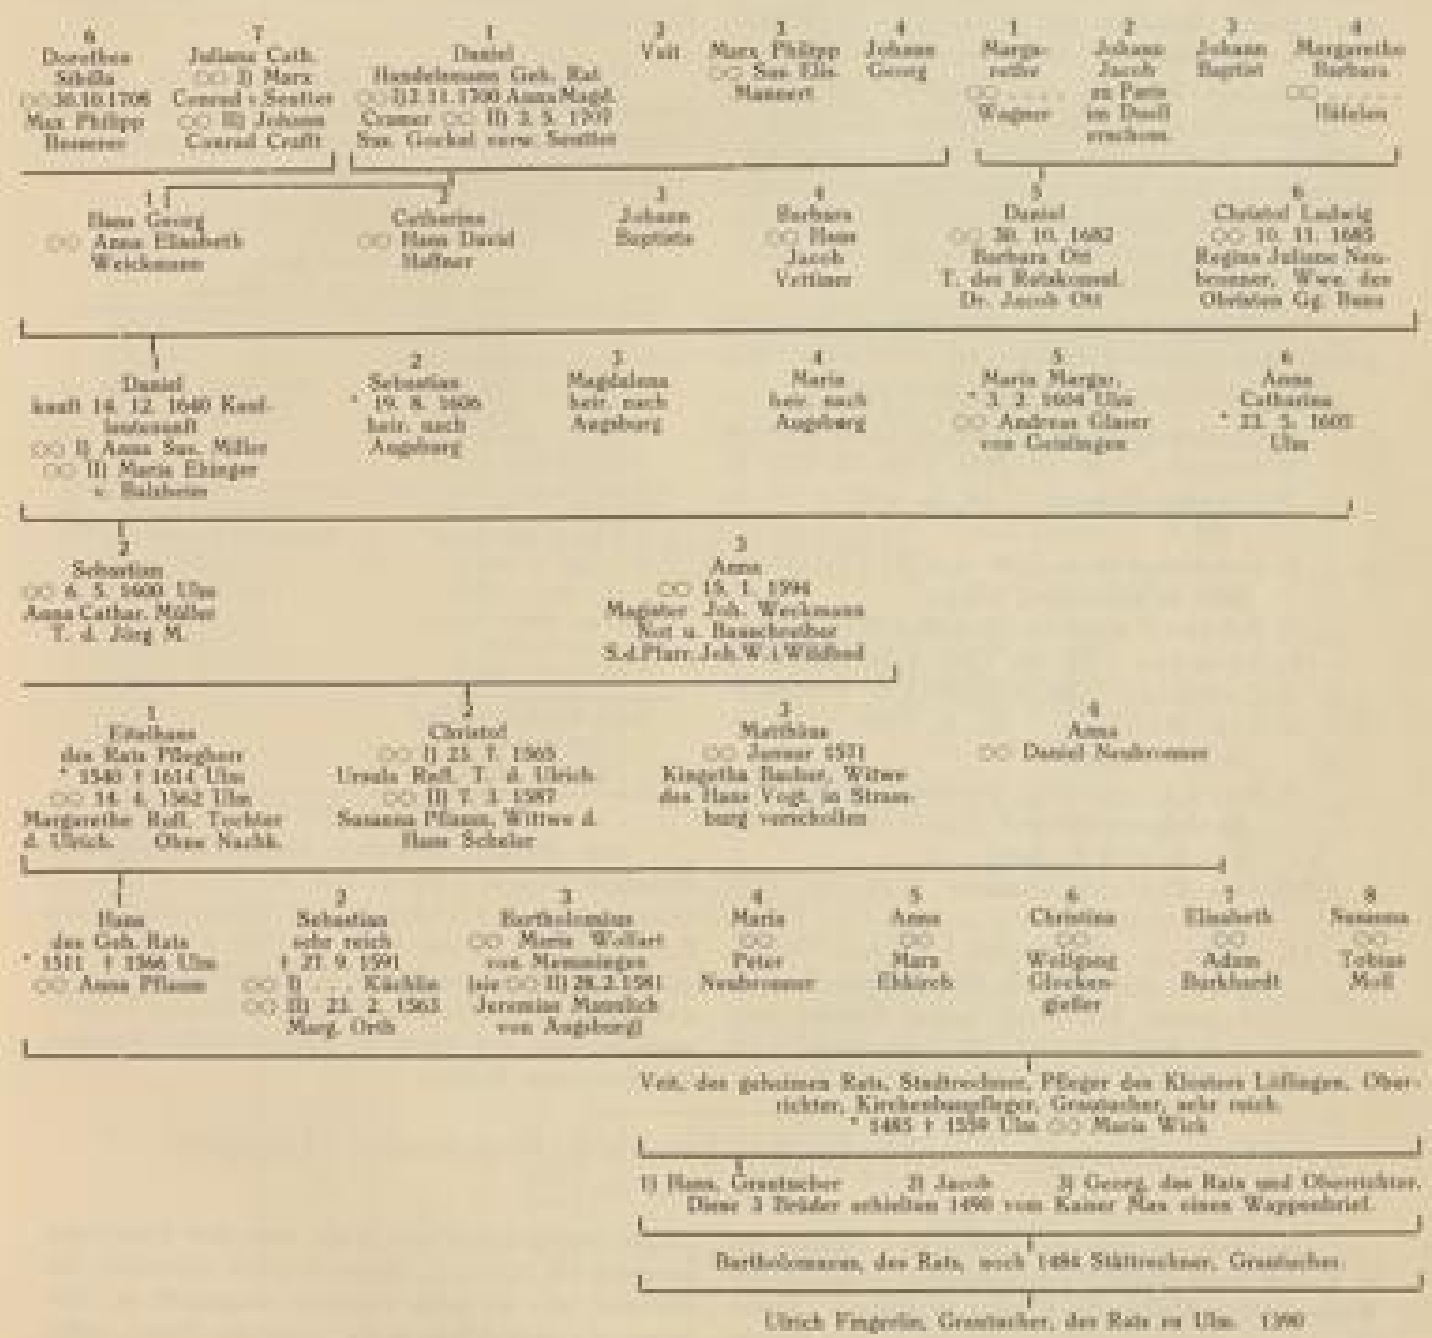 6
Dorothea
Sibilla
○○ 30.10.1706
Max Philipp
Besserer
7
Juliana Cath.
○○ I) Marx
Conrad v. Seutter
○○ II) Johann
Conrad Crafft
1
Daniel
Handelsmann Geh. Rat.
○○ I) 2.11.1700 Anna Magd.
Cramer ○○ II) 2. 5. 1707
Sus. Gockel verw. Seutter
2
Veit
3
Marx Philipp
○○ Sus. Elis.
Mannert
4
Johann
Georg
1
Marga-
rethe
○○ . . . .
Wagner
2
Johann
Jacob
zu Paris
im Duell
erschoss.
3
Johann
Baptist
4
Margarethe
Barbara
○○ . . . . .
Häfelen
1
Hans Georg
○○ Anna Elisabeth
Weickmann
2
Catharina
○○ Hans David
Haffner
3
Johann
Baptista
4
Barbara
○○ Hans
Jacob
Vettiner
5
Daniel
○○ 30. 10. 1682
Barbara Ott
T. des Ratskonsul.
Dr. Jacob Ott
6
Christof Ludwig
○○ 10. 11. 1685
Regina Juliane Neu-
bronner, Wwe. des
Obristen Gg. Buna
1
Daniel
kauft 14. 12. 1640 Kauf-
leutezunft
○○ I) Anna Sus. Miller
○○ II) Maria Ehinger
v. Balzheim
2
Sebastian
* 19. 8. 1606
heir. nach
Augsburg
3
Magdalena
heir. nach
Augsburg
4
Maria
heir. nach
Augsburg
5
Maria Margar.
* 3. 2. 1604 Ulm
○○ Andreas Glaser
von Geislingen
6
Anna
Catharina
* 23. 5. 1605
Ulm
2
Sebastian
○○ 6. 5. 1600 Ulm
Anna Cathar. Müller
T. d. Jörg M.
3
Anna
○○ 15. 1. 1594
Magister Joh. Weckmann
Not u. Bauschreiber
S.d.Pfarr.Joh.W.i.Wildbad
1
Eitelhans
des Rats Pflegherr
* 1540 † 1614 Ulm
○○ 14. 4. 1562 Ulm
Margarethe Roß, Tochter
d. Ulrich. Ohne Nachk.
2
Christof
○○ I) 23. 7. 1565
Ursula Roß, T. d. Ulrich
○○ II) 7. 3. 1587
Susanna Pflaum, Wittwe d.
Hans Scheler
3
Matthäus
○○ Januar 1571
Kingetha Bacher, Witwe
des Hans Vogt, in Strass-
burg verschollen
4
Anna
○○ Daniel Neubronner
1
Hans
des Geh. Rats
* 1511 † 1566 Ulm
○○ Anna Pflaum
2
Sebastian
sehr reich
† 27. 9. 1591
○○ I) . . . Küchlin
○○ II) 23. 2. 1563
Marg. Orth
3
Bartholomäus
○○ Maria Wolfart
von Memmingen
(sie ○○ II) 28.2.1581
Jeremias Mannlich
von Augsburg)
4
Maria
○○
Peter
Neubronner
5
Anna
○○
Marx
Ehkirch
6
Christina
○○
Wolfgang
Glocken-
gießer
7
Elisabeth
○○
Adam
Burkhardt
8
Susanna
○○
Tobias
Moll
Veit, des geheimen Rats, Stadtrechner, Pfleger des Klosters Löflingen, Ober-
richter, Kirchenbaupfleger, Grautucher, sehr reich.
* 1485 † 1559 Ulm ○○ Maria Wick
1) Hans, Grautucher 2) Jacob 3) Georg, des Rats und Oberrichter.
Diese 3 Brüder erhielten 1490 vom Kaiser Max einen Wappenbrief.
Bartholomaeus, des Rats, noch 1484 Stättrechner, Grautucher.
Ulrich Fingerlin, Grautucher, des Rats zu Ulm. 1390